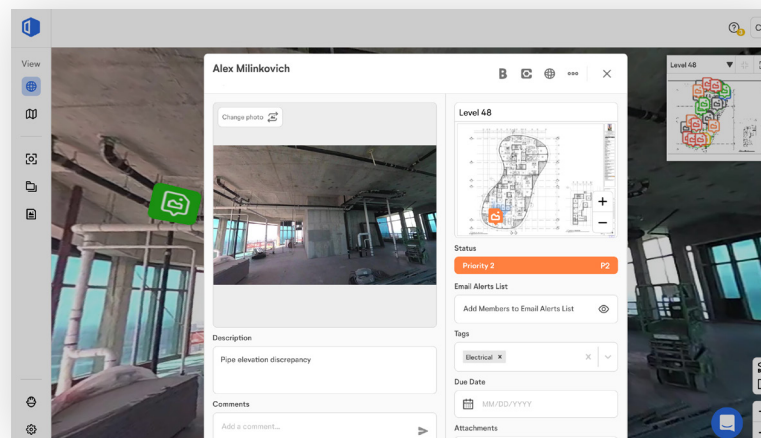 View
Alex Milinkovich
Change photo
Description
Pipe elevation discrepancy
Comments
Add a comment...
Level 48
Status
Priority 2
P2
Email Alerts List
Add Members to Email Alerts List
Tags
Electrical
Due Date
MM/DD/YYYY
Attachments
Level 48